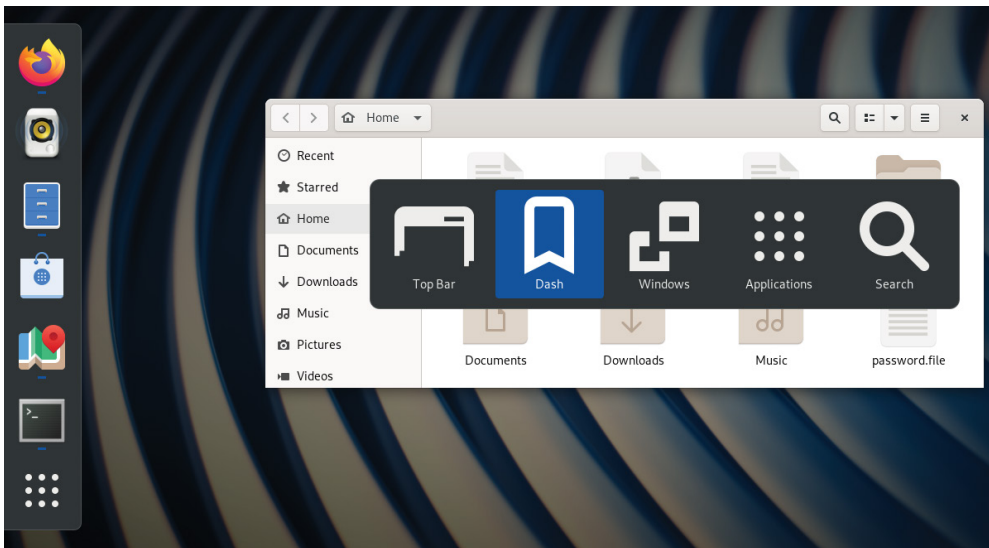 Home
Recent
Starred
Home
Documents
Downloads
Music
Pictures
Videos
Top Bar
Dash
Windows
Applications
Search
Documents
Downloads
Music
password.file
>_